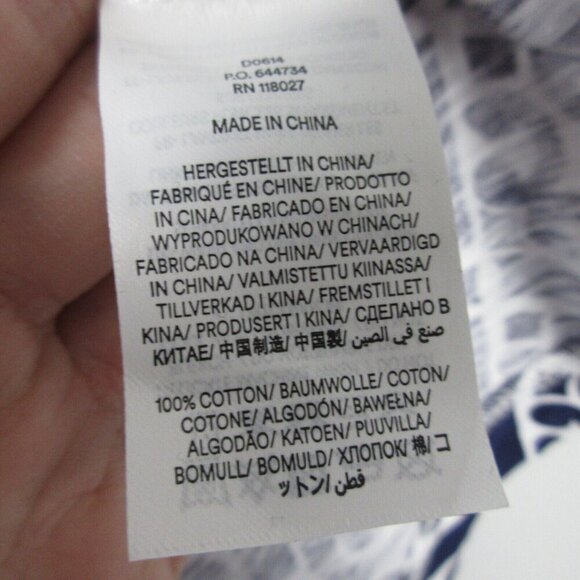 D0614
P.O. 644734
RN 118027
MADE IN CHINA
HERGESTELLT IN CHINA/
FABRIQUÉ EN CHINE/ PRODOTTO
IN CINA/ FABRICADO EN CHINA/
WYPRODUKOWANO W CHINACH/
FABRICADO NA CHINA/ VERVAARDIGD
IN CHINA/ VALMISTETTU KIINASSA/
TILLVERKAD I KINA/ FREMSTILLET I
KINA/ PRODUSERT I KINA/ СДЕЛАНО В
КИТАЕ/ 中国制造/ 中国製/ صنع في الصين/
100% COTTON/ BAUMWOLLE/ COTON/
COTONE/ ALGODÓN/ BAWEŁNA/
ALGODÃO/ KATOEN/ PUUVILLA/
BOMULL/ BOMULD/ ХЛОПОК/ 棉/ コ
ットン/ قطن/